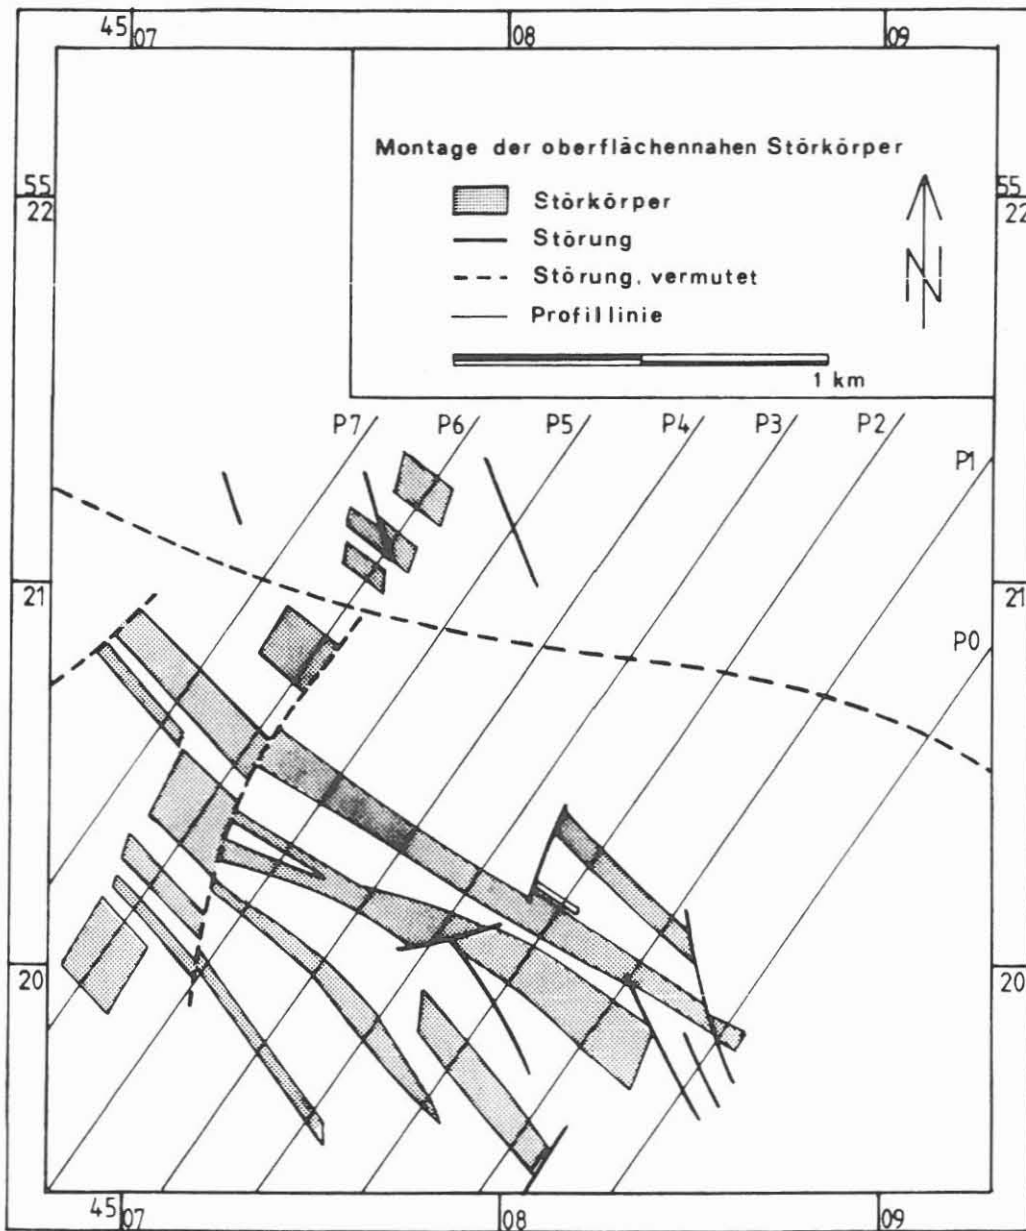 45 07 08 09
Montage der oberflächennahen Störkörper
55 55
22 22
Störkörper
Störung
Störung, vermutet
Profillinie
N
1 km
P7 P6 P5 P4 P3 P2
P1
21 21
P0
20 20
45 07 08 09